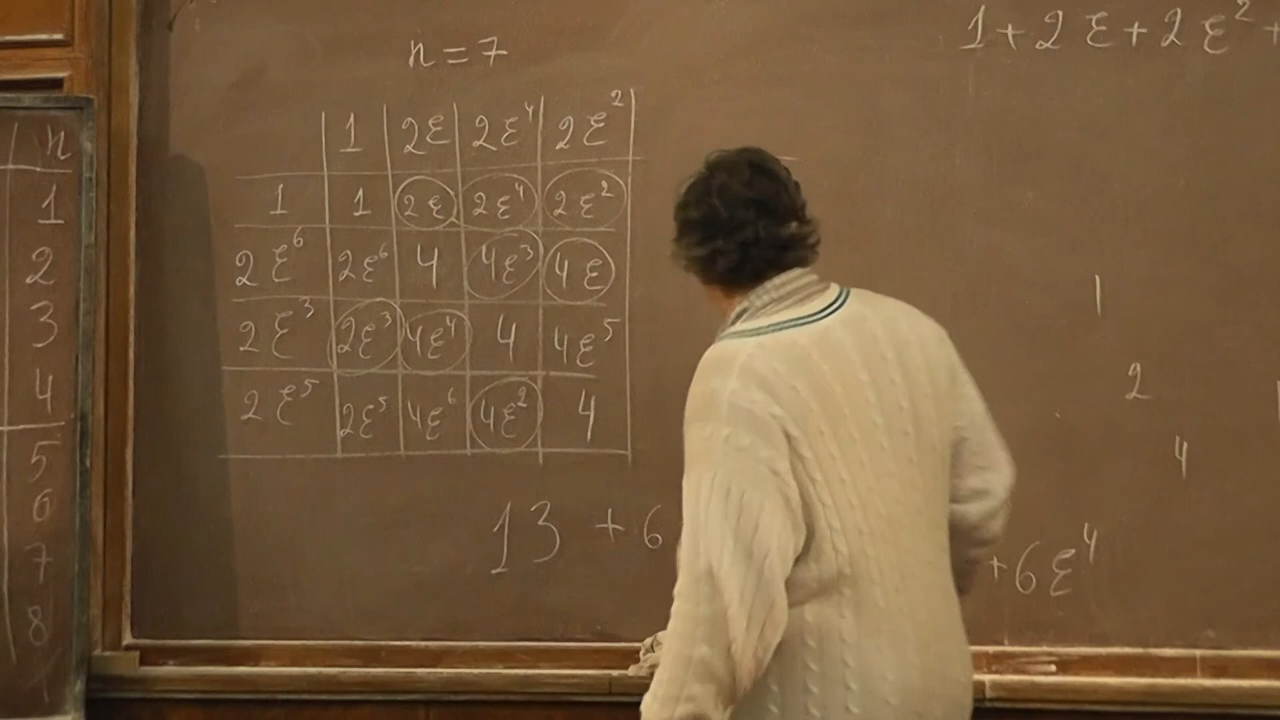 n
1
2
3
4
5
6
7
8
n = 7
1 2ε 2ε⁴ 2ε²
1 1 2ε 2ε⁴ 2ε²
2ε⁶ 2ε⁶ 4 4ε³ 4ε
2ε³ 2ε³ 4ε⁴ 4 4ε⁵
2ε⁵ 2ε⁵ 4ε⁶ 4ε² 4
13 + 6
+6ε⁴
1+2ε+2ε²+
1
2
4